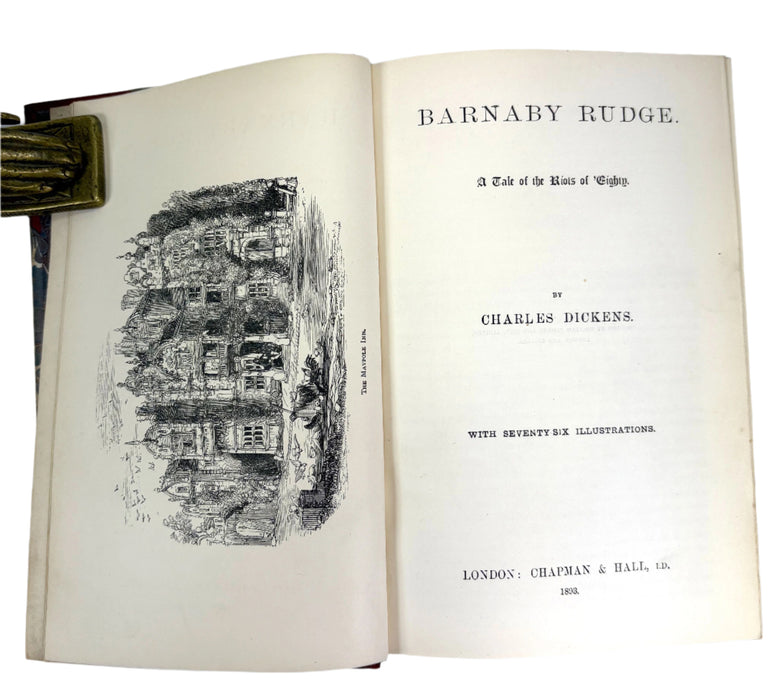 THE MAYPOLE INN.
BARNABY RUDGE.
A Tale of the Riots of 'Eighty.
BY
CHARLES DICKENS.
WITH SEVENTY-SIX ILLUSTRATIONS.
LONDON: CHAPMAN & HALL, LD.
1893.